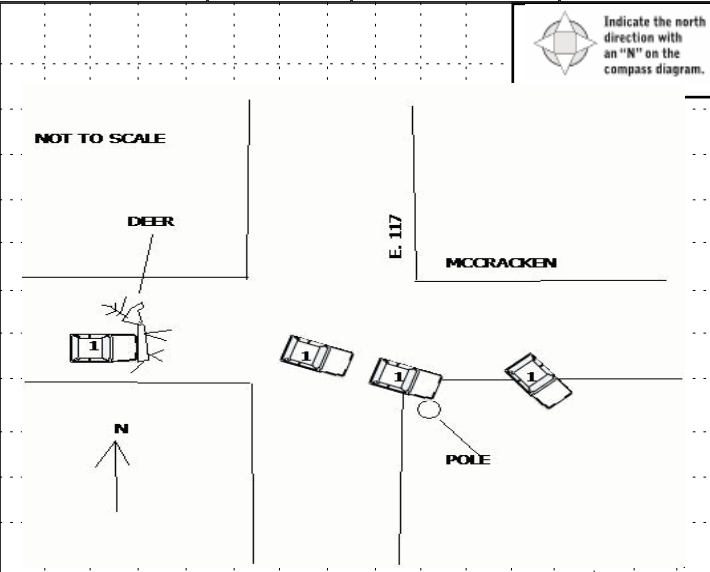 Indicate the north
direction with
an “N” on the
compass diagram.
NOT TO SCALE
DEER
E. 117
MCCRACKEN
1
1
1
1
N
POLE